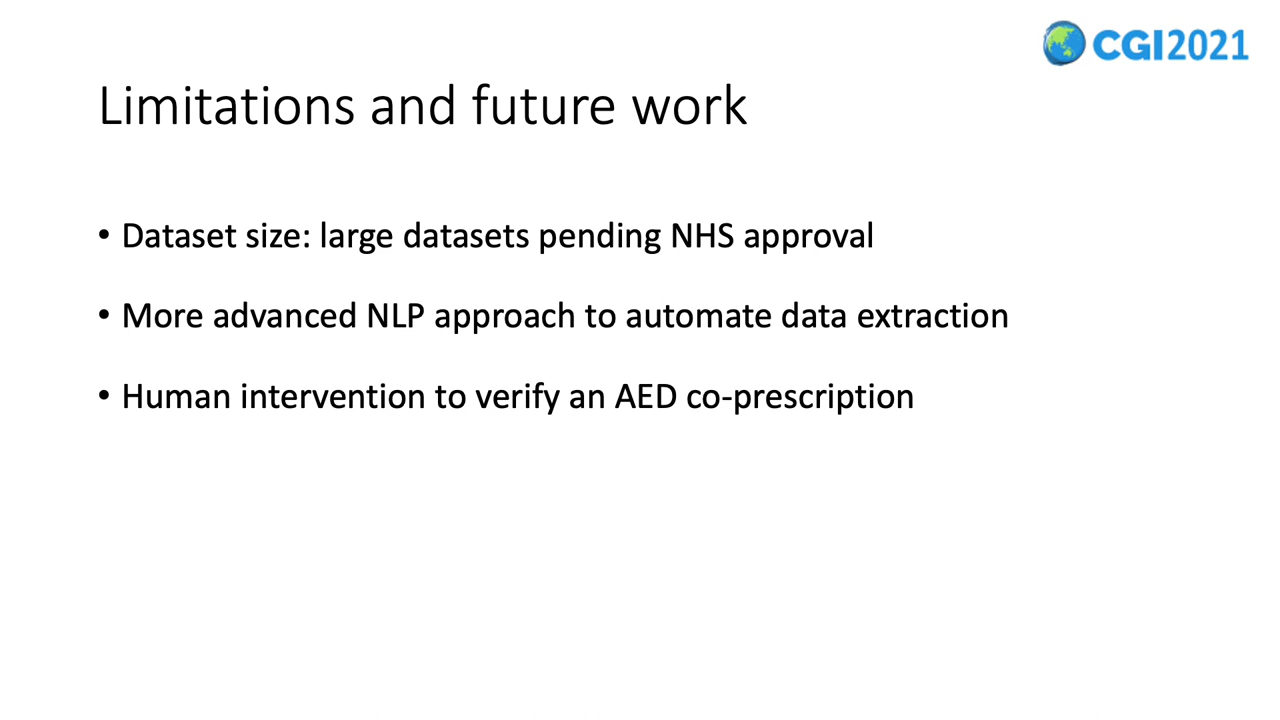 CGI2021
Limitations and future work
• Dataset size: large datasets pending NHS approval
• More advanced NLP approach to automate data extraction
• Human intervention to verify an AED co-prescription